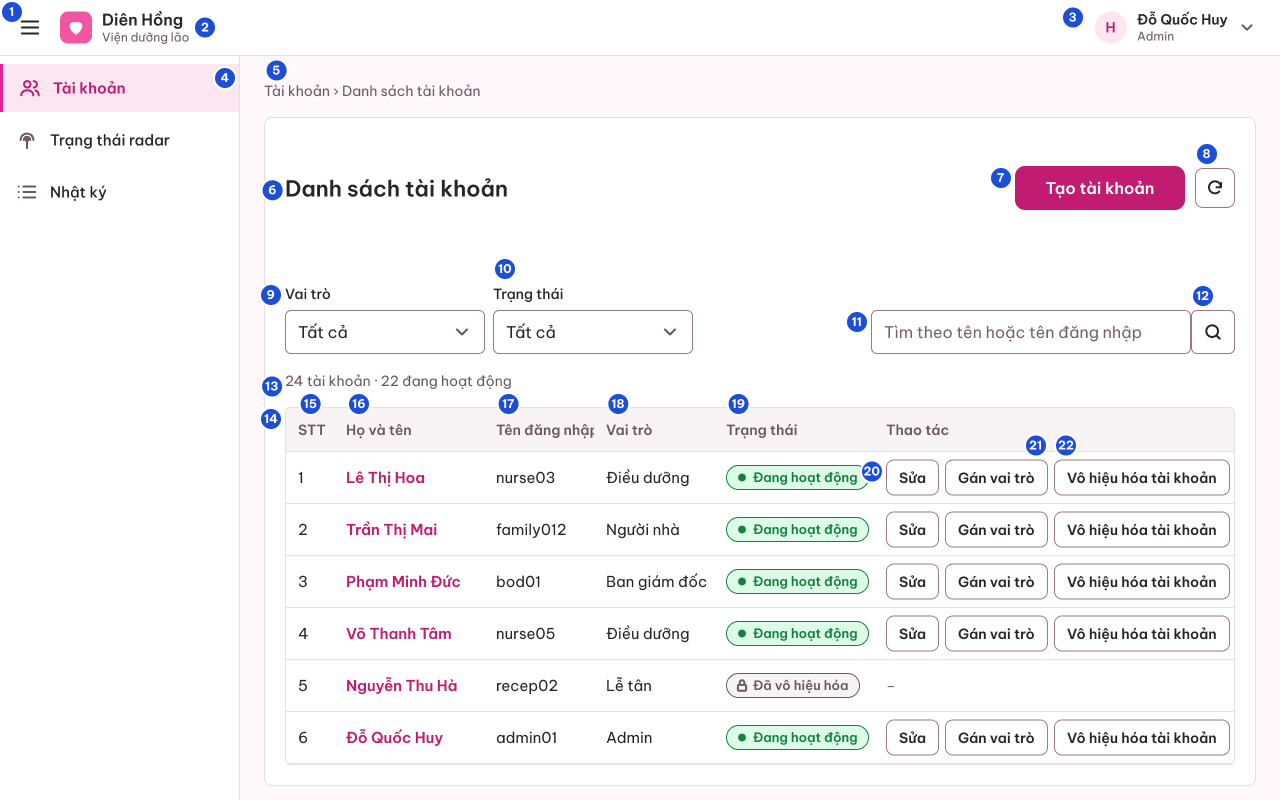 1
Diên Hồng
Viện dưỡng lão
2
3
H
Đỗ Quốc Huy
Admin
Tài khoản
4
Trạng thái radar
Nhật ký
5
Tài khoản › Danh sách tài khoản
6
Danh sách tài khoản
7
Tạo tài khoản
8
9
Vai trò
Tất cả
10
Trạng thái
Tất cả
11
Tìm theo tên hoặc tên đăng nhập
12
13
24 tài khoản · 22 đang hoạt động
14
15 16 17 18 19
STT Họ và tên Tên đăng nhập Vai trò Trạng thái Thao tác
20 21 22
1 Lê Thị Hoa nurse03 Điều dưỡng Đang hoạt động Sửa Gán vai trò Vô hiệu hóa tài khoản
2 Trần Thị Mai family012 Người nhà Đang hoạt động Sửa Gán vai trò Vô hiệu hóa tài khoản
3 Phạm Minh Đức bod01 Ban giám đốc Đang hoạt động Sửa Gán vai trò Vô hiệu hóa tài khoản
4 Võ Thanh Tâm nurse05 Điều dưỡng Đang hoạt động Sửa Gán vai trò Vô hiệu hóa tài khoản
5 Nguyễn Thu Hà recep02 Lễ tân Đã vô hiệu hóa –
6 Đỗ Quốc Huy admin01 Admin Đang hoạt động Sửa Gán vai trò Vô hiệu hóa tài khoản